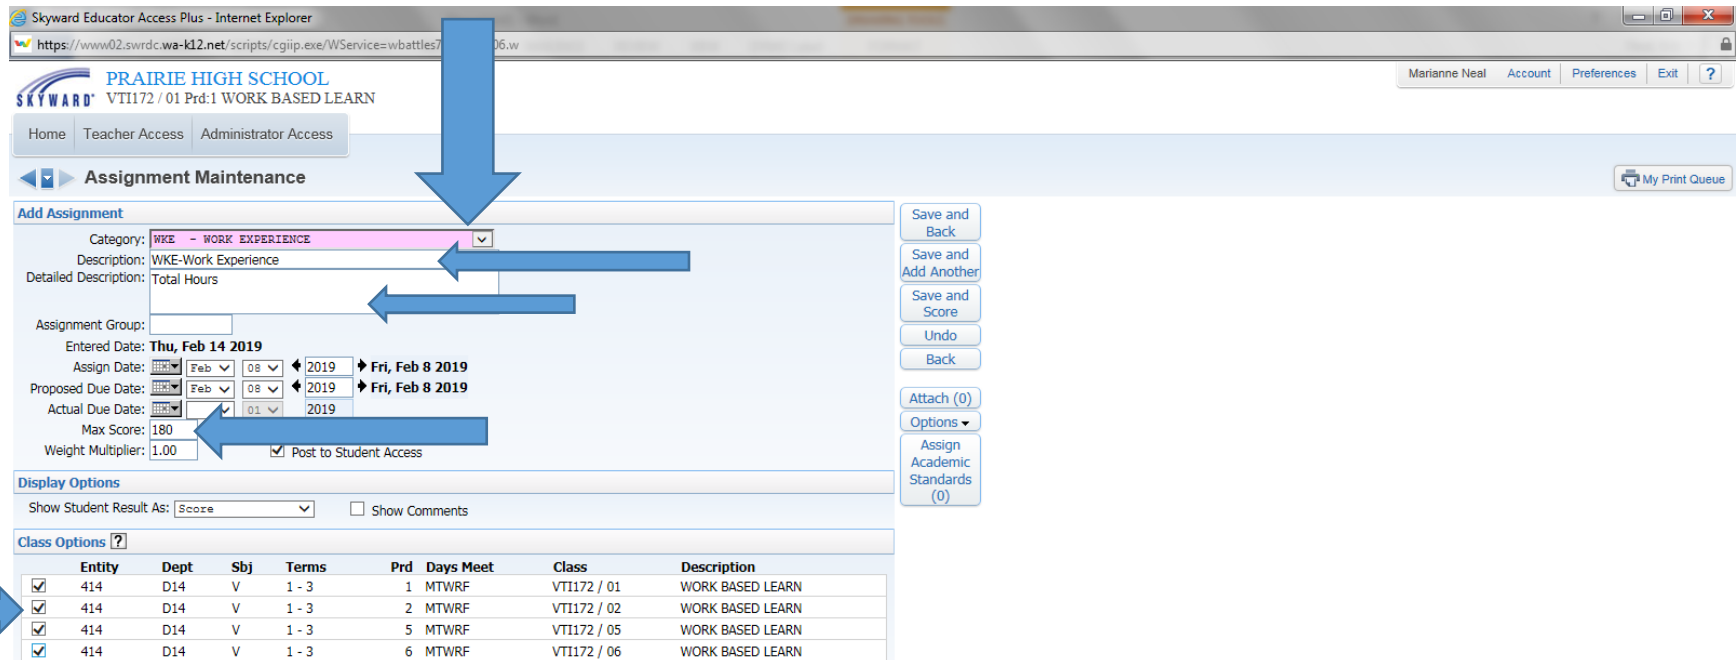 Skyward Educator Access Plus - Internet Explorer
https://www02.swrdc.wa-k12.net/scripts/cgiip.exe/WService=wbattles7 06.w
SKYWARD PRAIRIE HIGH SCHOOL
VTI172 / 01 Prd:1 WORK BASED LEARN
Marianne Neal Account Preferences Exit ?
Home Teacher Access Administrator Access
Assignment Maintenance
My Print Queue
Add Assignment
Category: WKE - WORK EXPERIENCE
Description: WKE-Work Experience
Detailed Description: Total Hours
Assignment Group:
Entered Date: Thu, Feb 14 2019
Assign Date: Feb 08 2019 Fri, Feb 8 2019
Proposed Due Date: Feb 08 2019 Fri, Feb 8 2019
Actual Due Date: 01 2019
Max Score: 180
Weight Multiplier: 1.00 Post to Student Access
Save and Back
Save and Add Another
Save and Score
Undo
Back
Attach (0)
Options
Assign Academic Standards (0)
Display Options
Show Student Result As: Score Show Comments
Class Options ?
Entity Dept Sbj Terms Prd Days Meet Class Description
414 D14 V 1 - 3 1 MTWRF VTI172 / 01 WORK BASED LEARN
414 D14 V 1 - 3 2 MTWRF VTI172 / 02 WORK BASED LEARN
414 D14 V 1 - 3 5 MTWRF VTI172 / 05 WORK BASED LEARN
414 D14 V 1 - 3 6 MTWRF VTI172 / 06 WORK BASED LEARN